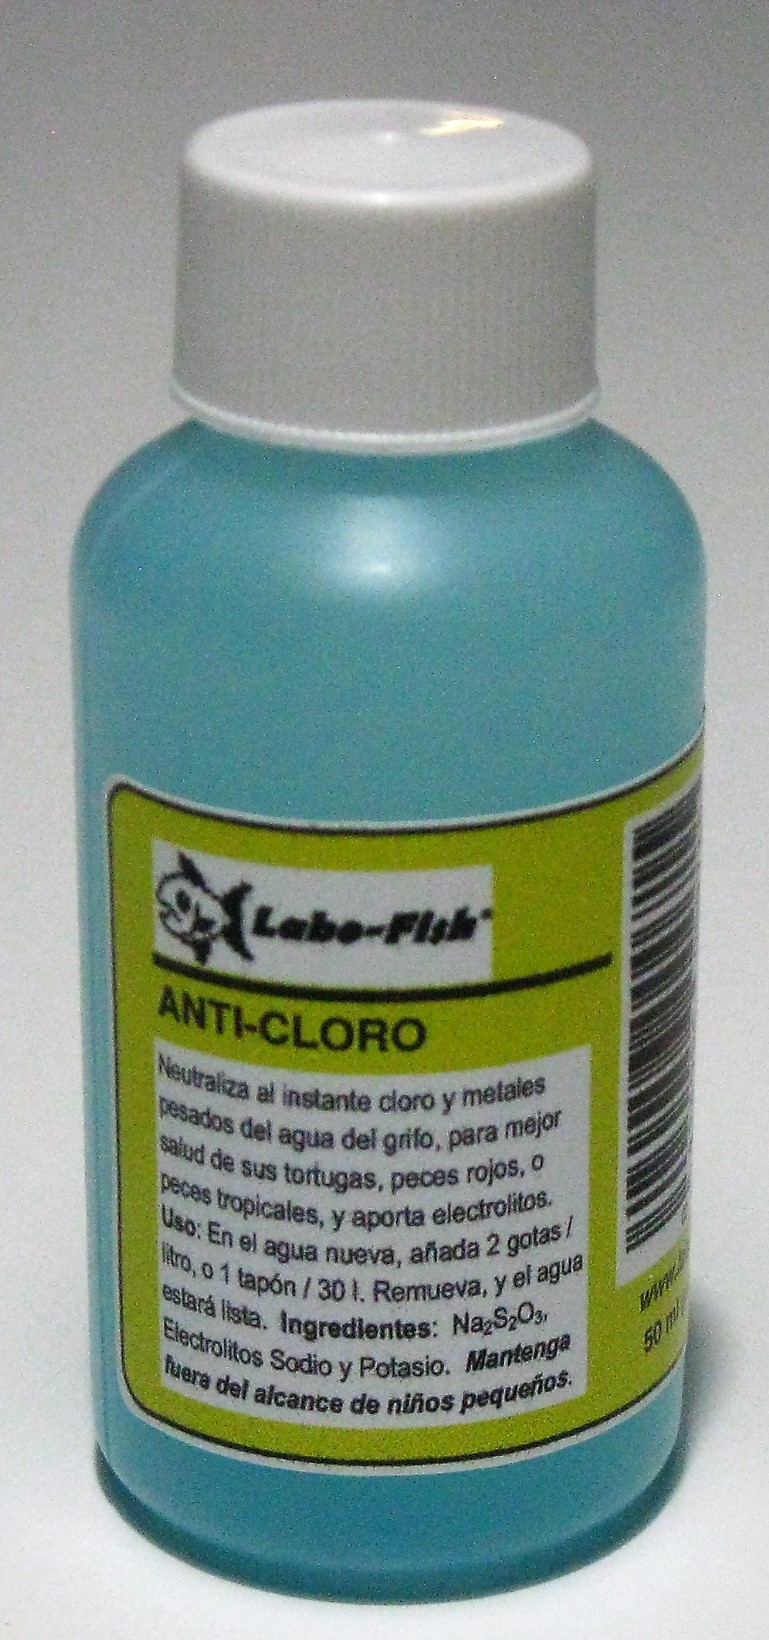 Labo-Fish®
ANTI-CLORO
Neutraliza al instante cloro y metales
pesados del agua del grifo, para mejor
salud de sus tortugas, peces rojos, o
peces tropicales, y aporta electrolitos.
Uso: En el agua nueva, añada 2 gotas /
litro, o 1 tapón / 30 l. Remueva, y el agua
estará lista. Ingredientes: Na₂S₂O₃,
Electrolitos Sodio y Potasio. Mantenga
fuera del alcance de niños pequeños.
50 ml